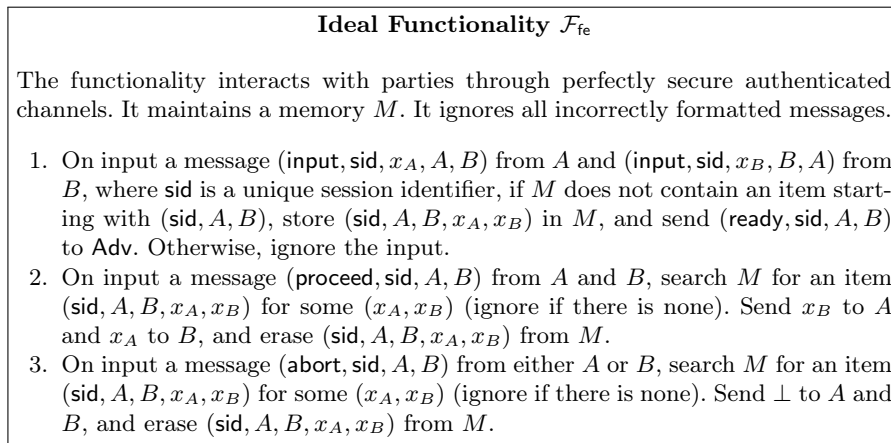 Ideal Functionality 𝓕_fe
The functionality interacts with parties through perfectly secure authenticated
channels. It maintains a memory M. It ignores all incorrectly formatted messages.
1. On input a message (input, sid, x_A, A, B) from A and (input, sid, x_B, B, A) from
B, where sid is a unique session identifier, if M does not contain an item start-
ing with (sid, A, B), store (sid, A, B, x_A, x_B) in M, and send (ready, sid, A, B)
to Adv. Otherwise, ignore the input.
2. On input a message (proceed, sid, A, B) from A and B, search M for an item
(sid, A, B, x_A, x_B) for some (x_A, x_B) (ignore if there is none). Send x_B to A
and x_A to B, and erase (sid, A, B, x_A, x_B) from M.
3. On input a message (abort, sid, A, B) from either A or B, search M for an item
(sid, A, B, x_A, x_B) for some (x_A, x_B) (ignore if there is none). Send ⊥ to A and
B, and erase (sid, A, B, x_A, x_B) from M.